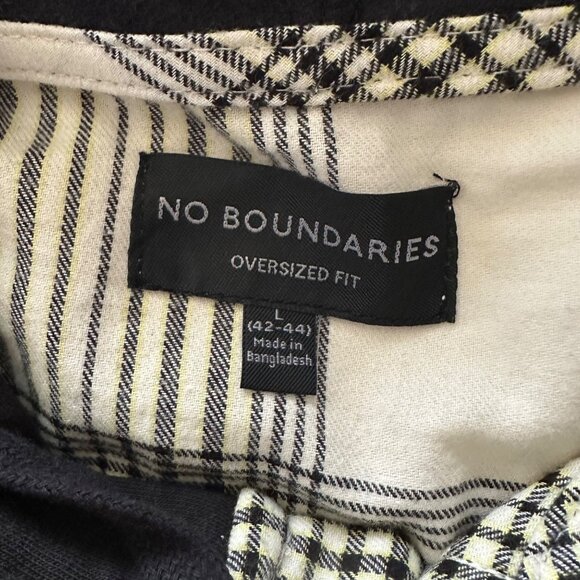 NO BOUNDARIES
OVERSIZED FIT
L
(42-44)
Made in
Bangladesh